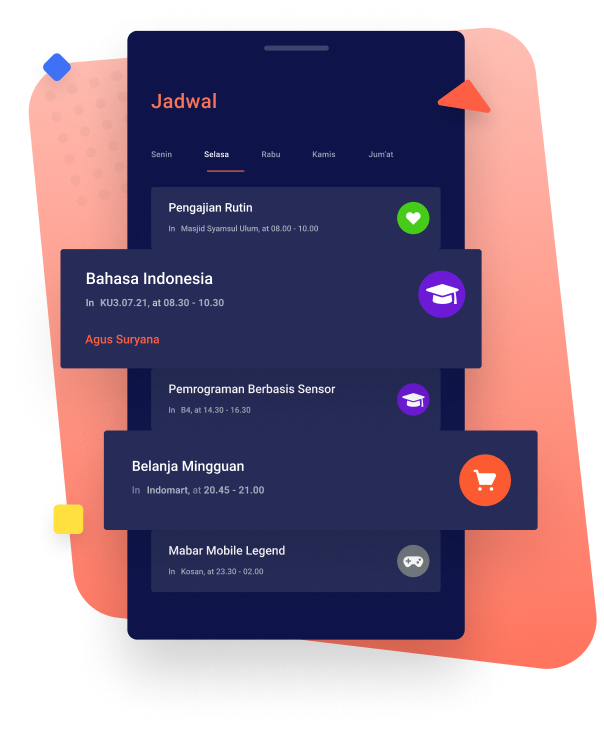 Jadwal
Senin Selasa Rabu Kamis Jum'at
Pengajian Rutin
In Masjid Syamsul Ulum, at 08.00 - 10.00
Bahasa Indonesia
In KU3.07.21, at 08.30 - 10.30
Agus Suryana
Pemrograman Berbasis Sensor
In B4, at 14.30 - 16.30
Belanja Mingguan
In Indomart, at 20.45 - 21.00
Mabar Mobile Legend
In Kosan, at 23.30 - 02.00